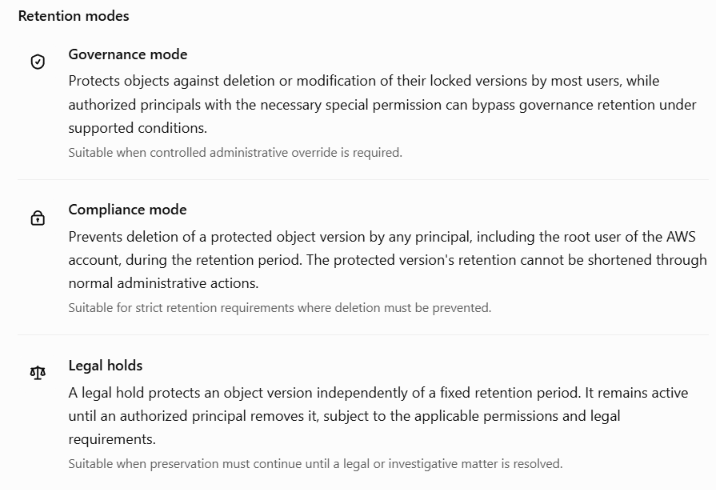 Retention modes
Governance mode
Protects objects against deletion or modification of their locked versions by most users, while
authorized principals with the necessary special permission can bypass governance retention under
supported conditions.
Suitable when controlled administrative override is required.
Compliance mode
Prevents deletion of a protected object version by any principal, including the root user of the AWS
account, during the retention period. The protected version's retention cannot be shortened through
normal administrative actions.
Suitable for strict retention requirements where deletion must be prevented.
Legal holds
A legal hold protects an object version independently of a fixed retention period. It remains active
until an authorized principal removes it, subject to the applicable permissions and legal
requirements.
Suitable when preservation must continue until a legal or investigative matter is resolved.